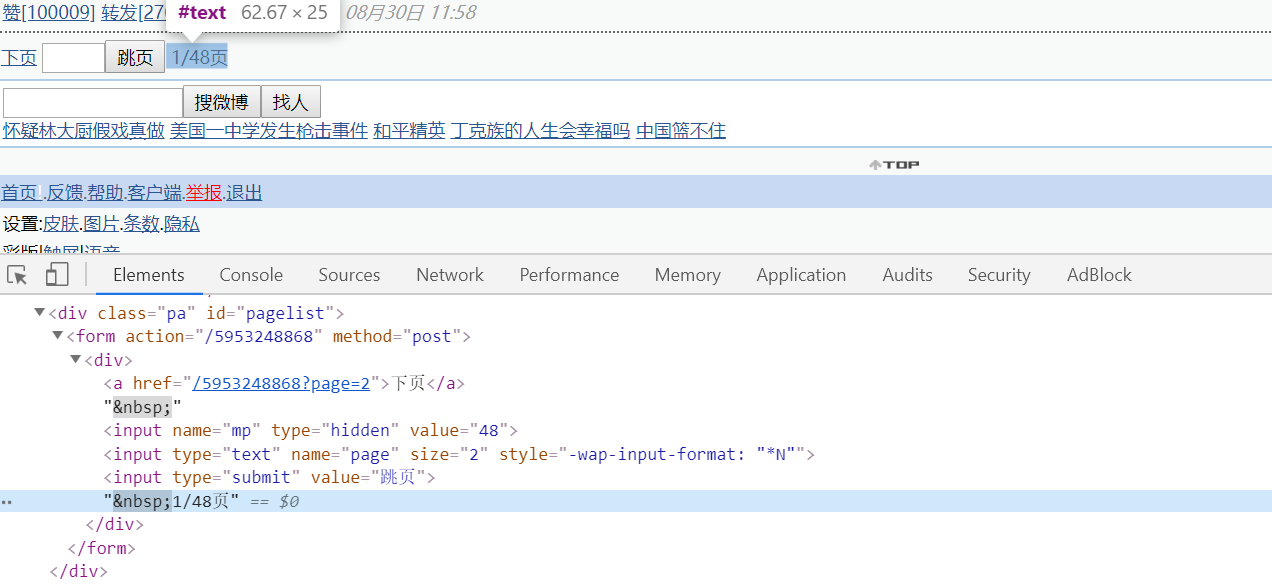 赞[100009] 转发[270 #text 62.67 × 25 08月30日 11:58
下页 跳页 1/48页
搜微博 找人
怀疑林大厨假戏真做 美国一中学发生枪击事件 和平精英 丁克族的人生会幸福吗 中国篮不住
TOP
首页!.反馈.帮助.客户端.举报.退出
设置:皮肤.图片.条数.隐私
彩版|触屏|语音
Elements Console Sources Network Performance Memory Application Audits Security AdBlock
<div class="pa" id="pagelist">
<form action="/5953248868" method="post">
<div>
<a href="/5953248868?page=2">下页</a>
"&nbsp;"
<input name="mp" type="hidden" value="48">
<input type="text" name="page" size="2" style="-wap-input-format: "*N"">
<input type="submit" value="跳页">
"&nbsp;1/48页" == $0
</div>
</form>
</div>